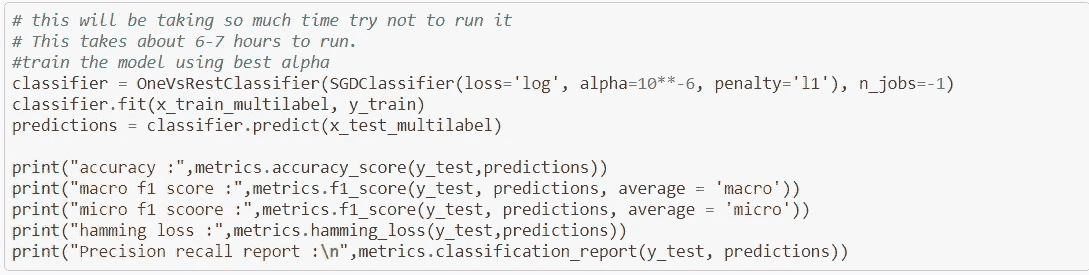 # this will be taking so much time try not to run it
# This takes about 6-7 hours to run.
#train the model using best alpha
classifier = OneVsRestClassifier(SGDClassifier(loss='log', alpha=10**-6, penalty='l1'), n_jobs=-1)
classifier.fit(x_train_multilabel, y_train)
predictions = classifier.predict(x_test_multilabel)

print("accuracy :",metrics.accuracy_score(y_test,predictions))
print("macro f1 score :",metrics.f1_score(y_test, predictions, average = 'macro'))
print("micro f1 scoore :",metrics.f1_score(y_test, predictions, average = 'micro'))
print("hamming loss :",metrics.hamming_loss(y_test,predictions))
print("Precision recall report :\n",metrics.classification_report(y_test, predictions))